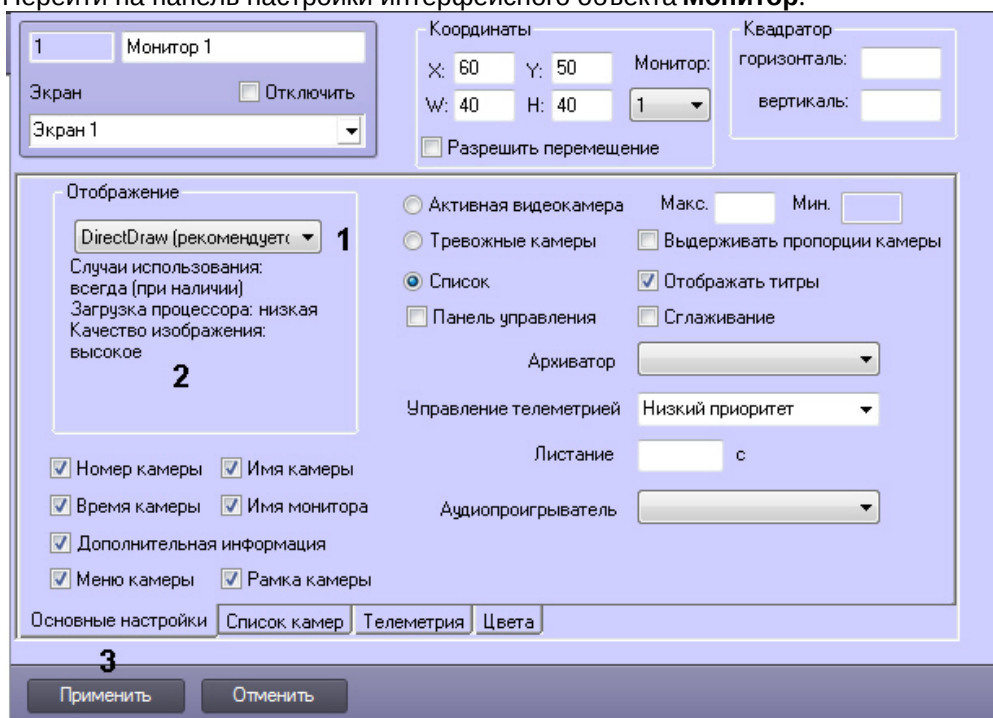 Перейти на панель настройки интерфейсного объекта Монитор.
1 Монитор 1
Экран Отключить
Экран 1
Координаты
X: 60 Y: 50 Монитор:
W: 40 H: 40 1
Разрешить перемещение
Квадратор
горизонталь:
вертикаль:
Отображение
DirectDraw (рекомендуетс 1
Случаи использования:
всегда (при наличии)
Загрузка процессора: низкая
Качество изображения:
высокое
2
Активная видеокамера Макс. Мин.
Тревожные камеры Выдерживать пропорции камеры
Список Отображать титры
Панель управления Сглаживание
Архиватор
Управление телеметрией Низкий приоритет
Листание с
Аудиопроигрыватель
Номер камеры Имя камеры
Время камеры Имя монитора
Дополнительная информация
Меню камеры Рамка камеры
Основные настройки Список камер Телеметрия Цвета
3
Применить Отменить